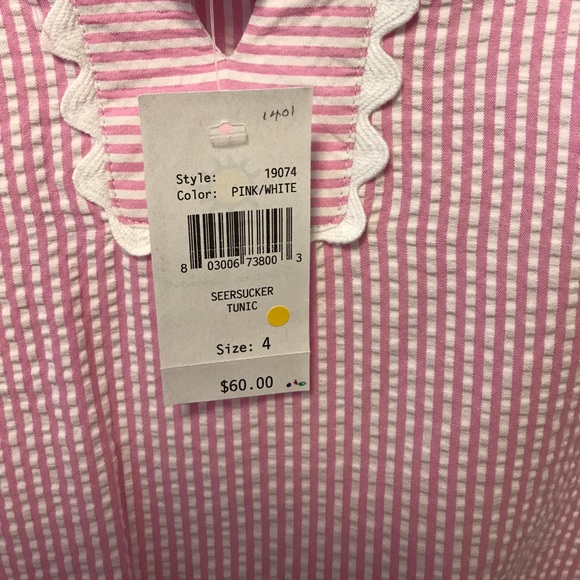 1401
Style: 19074
Color: PINK/WHITE
8 03006 73800 3
SEERSUCKER
TUNIC
Size: 4
$60.00